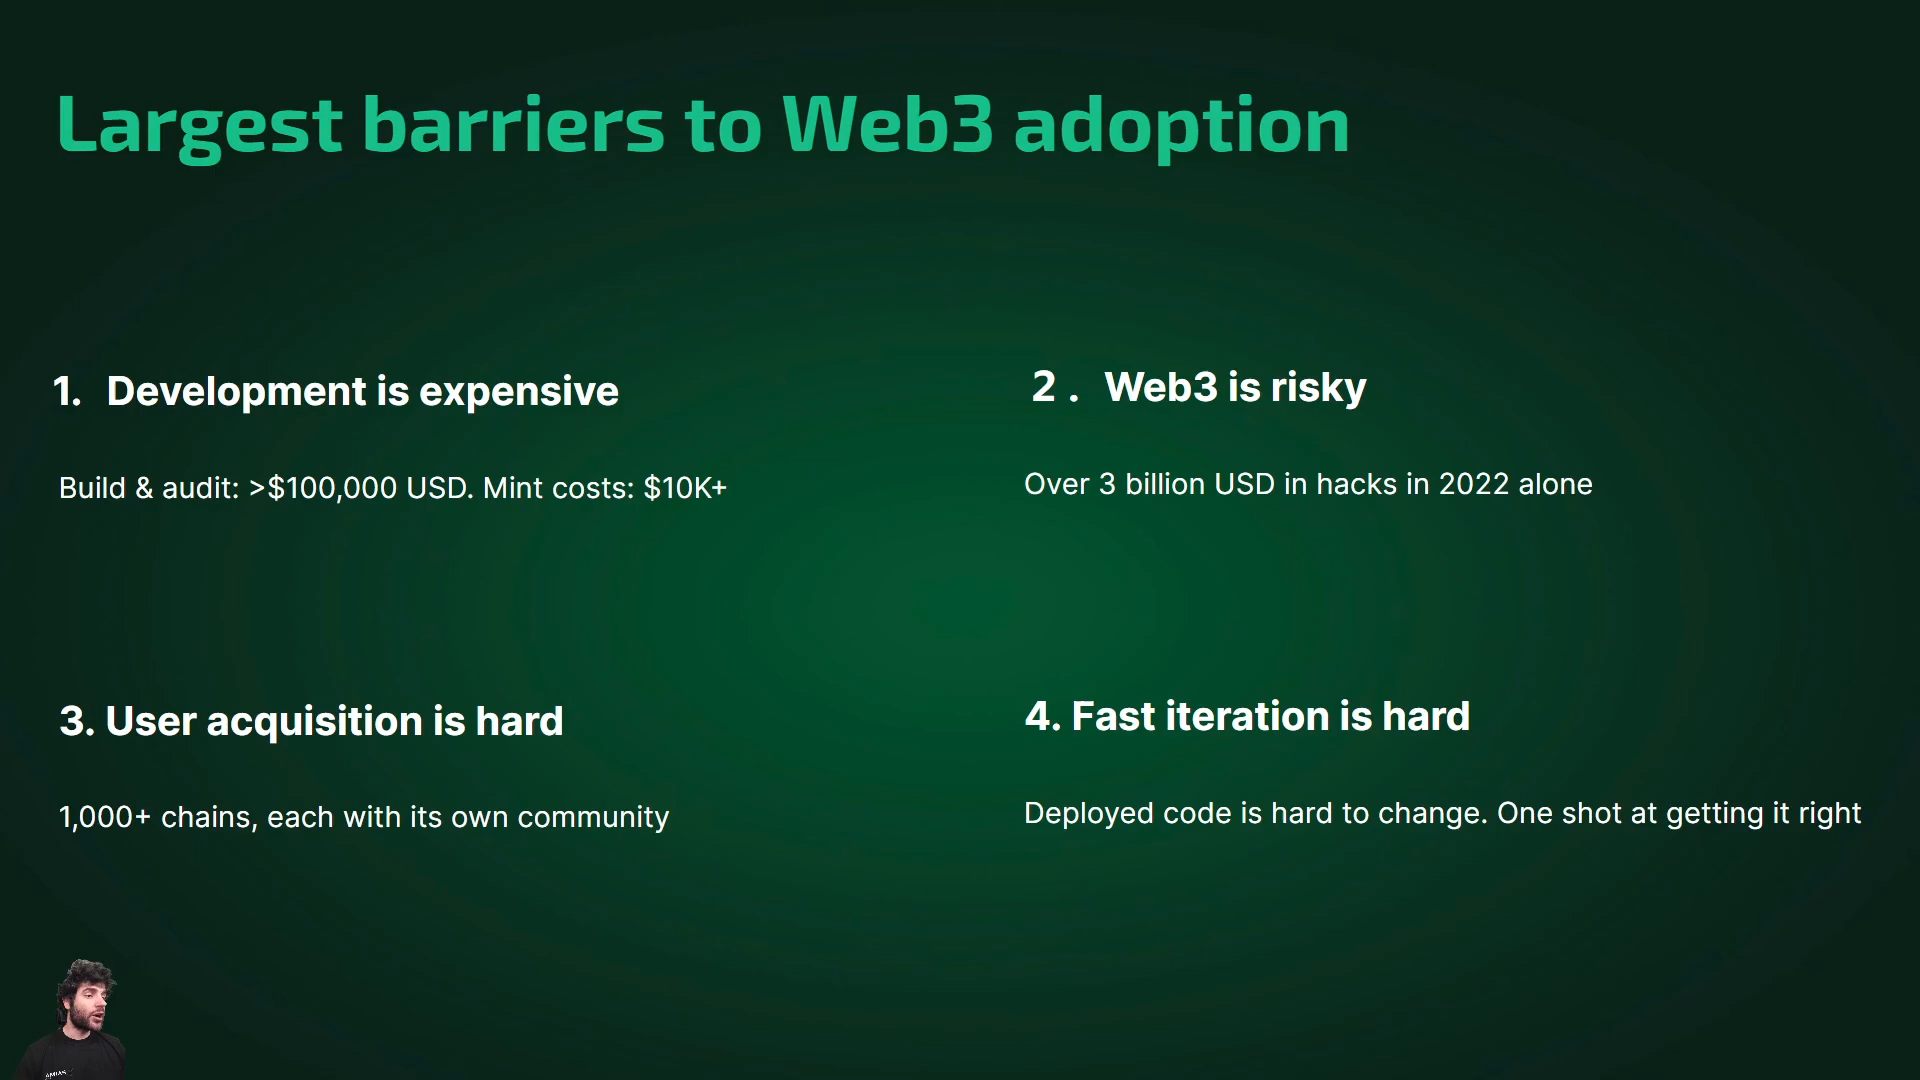 Largest barriers to Web3 adoption
1. Development is expensive
Build & audit: >$100,000 USD. Mint costs: $10K+
2 . Web3 is risky
Over 3 billion USD in hacks in 2022 alone
3. User acquisition is hard
1,000+ chains, each with its own community
4. Fast iteration is hard
Deployed code is hard to change. One shot at getting it right